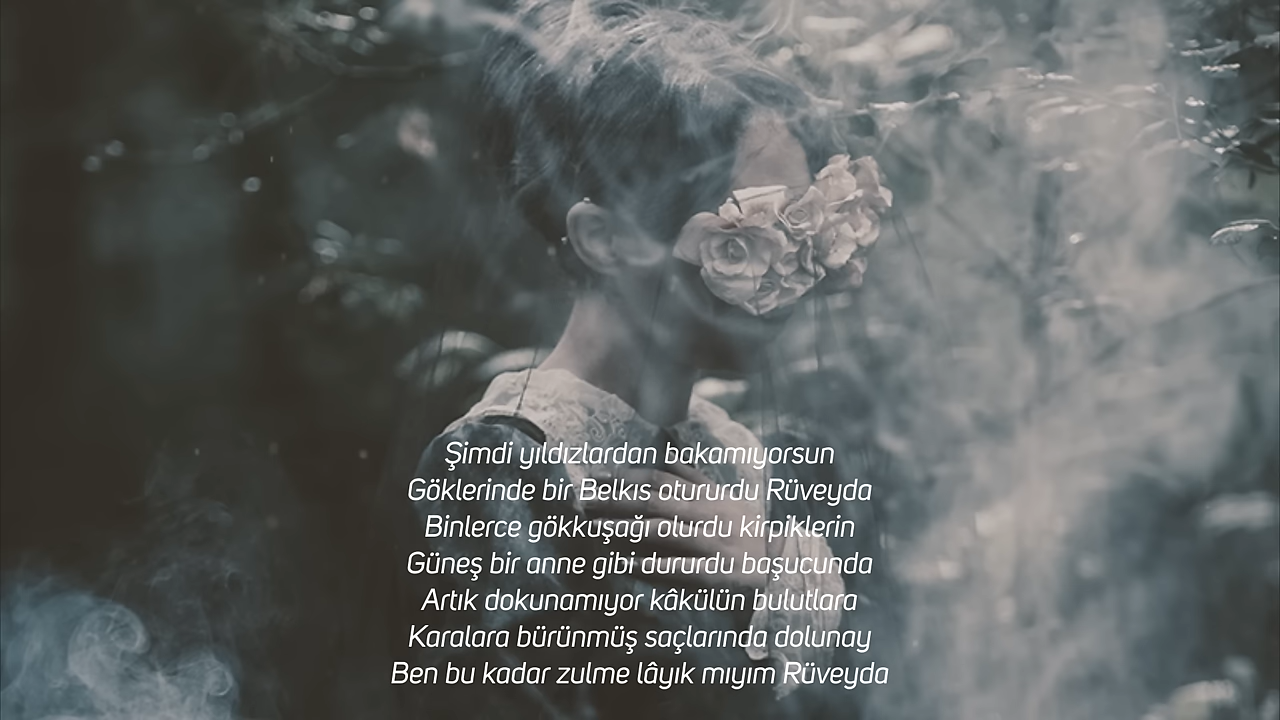 Şimdi yıldızlardan bakamıyorsun
Göklerinde bir Belkıs otururdu Rüveyda
Binlerce gökkuşağı olurdu kirpiklerin
Güneş bir anne gibi dururdu başucunda
Artık dokunamıyor kâkülün bulutlara
Karalara bürünmüş saçlarında dolunay
Ben bu kadar zulme lâyık mıyım Rüveyda